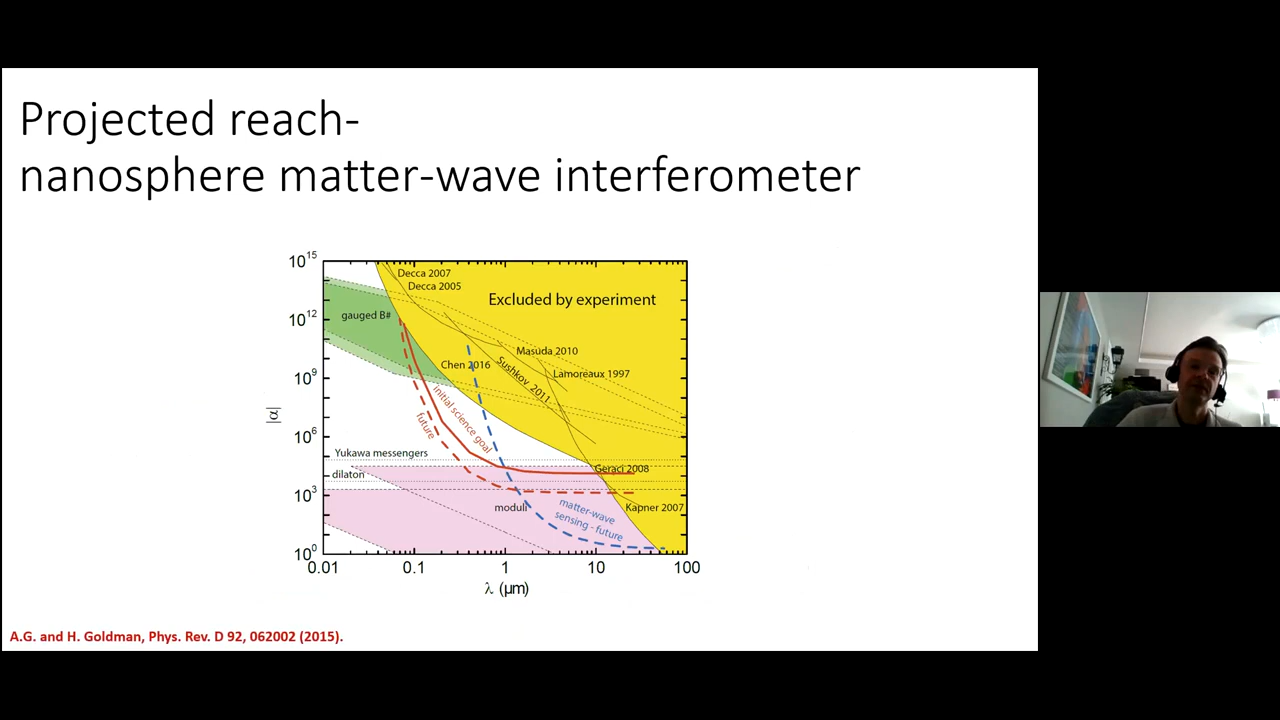 Projected reach-
nanosphere matter-wave interferometer
10^15
10^12
10^9
10^6
10^3
10^0
|α|
Decca 2007
Decca 2005
Excluded by experiment
gauged B#
Masuda 2010
Chen 2016
Sushkov 2011
Lamoreaux 1997
initial science goal
future
Yukawa messengers
Geraci 2008
dilaton
moduli
matter-wave
sensing - future
Kapner 2007
0.01
0.1
1
10
100
λ (μm)
A.G. and H. Goldman, Phys. Rev. D 92, 062002 (2015).